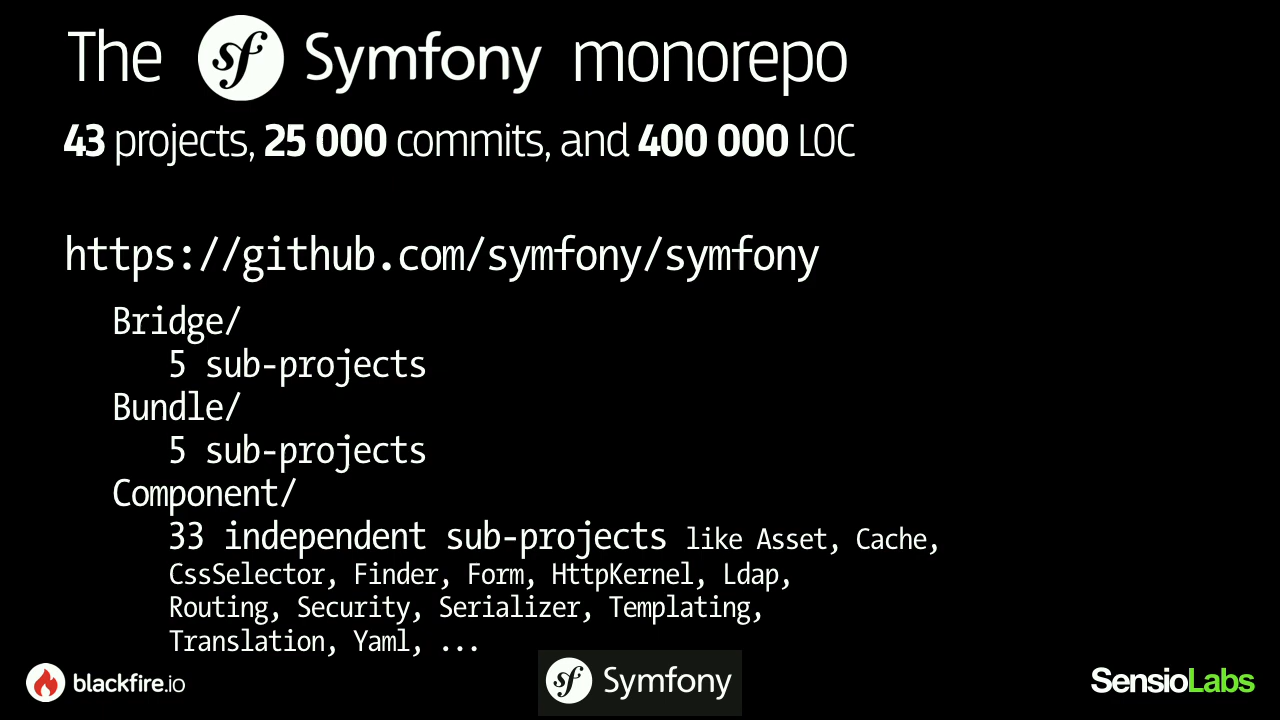 The sf Symfony monorepo
43 projects, 25 000 commits, and 400 000 LOC
https://github.com/symfony/symfony
Bridge/
5 sub-projects
Bundle/
5 sub-projects
Component/
33 independent sub-projects like Asset, Cache,
CssSelector, Finder, Form, HttpKernel, Ldap,
Routing, Security, Serializer, Templating,
Translation, Yaml, ...
blackfire.io
sf Symfony
SensioLabs